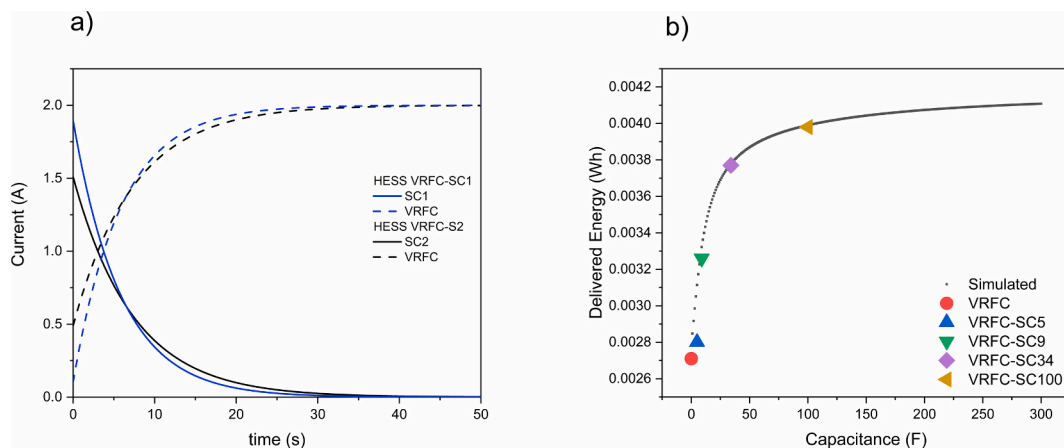 a)
Current (A)
2.0
1.5
1.0
0.5
0.0
HESS VRFC-SC1
SC1
VRFC
HESS VRFC-S2
SC2
VRFC
0 10 20 30 40 50
time (s)
b)
Delivered Energy (Wh)
0.0042
0.0040
0.0038
0.0036
0.0034
0.0032
0.0030
0.0028
0.0026
Simulated
VRFC
VRFC-SC5
VRFC-SC9
VRFC-SC34
VRFC-SC100
0 50 100 150 200 250 300
Capacitance (F)